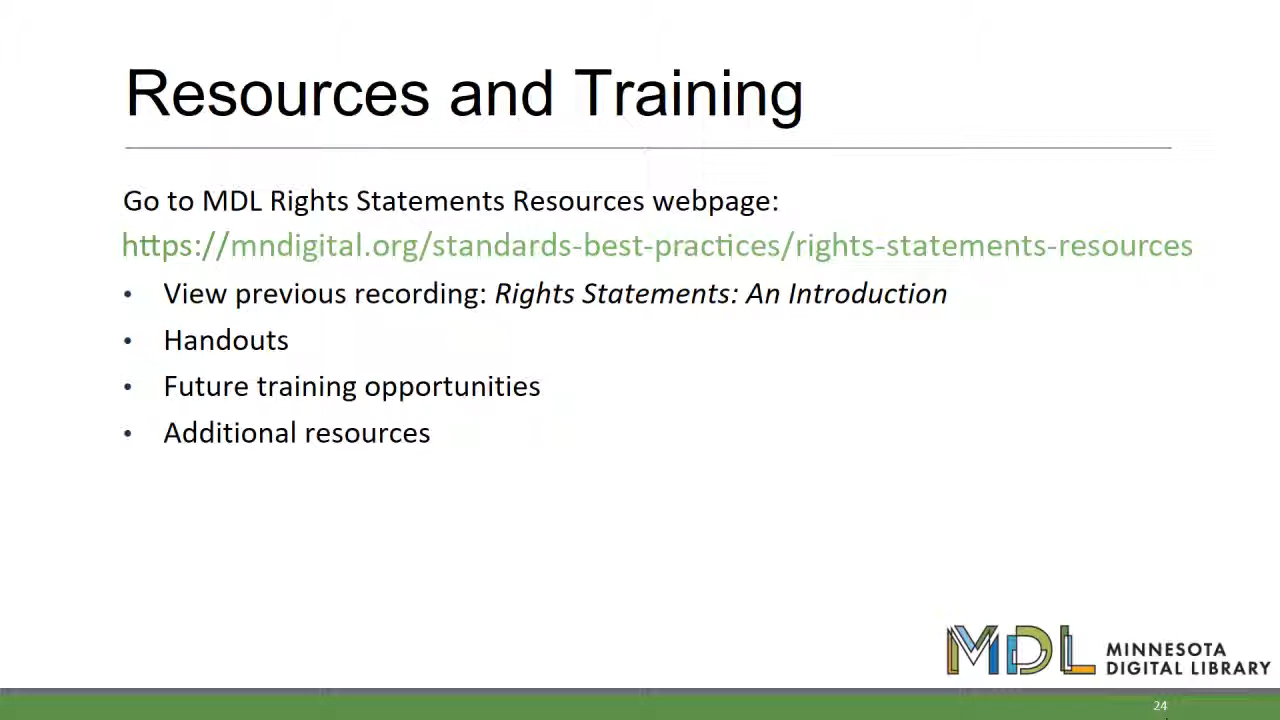 Resources and Training
Go to MDL Rights Statements Resources webpage:
https://mndigital.org/standards-best-practices/rights-statements-resources
• View previous recording: Rights Statements: An Introduction
• Handouts
• Future training opportunities
• Additional resources
MDL MINNESOTA
DIGITAL LIBRARY
24